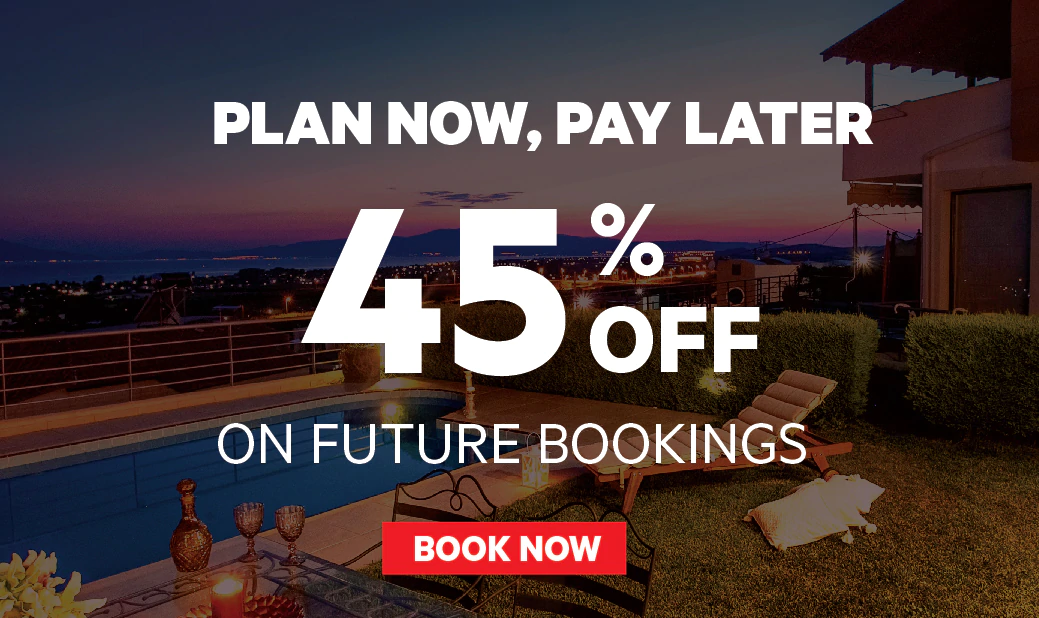 PLAN NOW, PAY LATER
45% OFF
ON FUTURE BOOKINGS
BOOK NOW